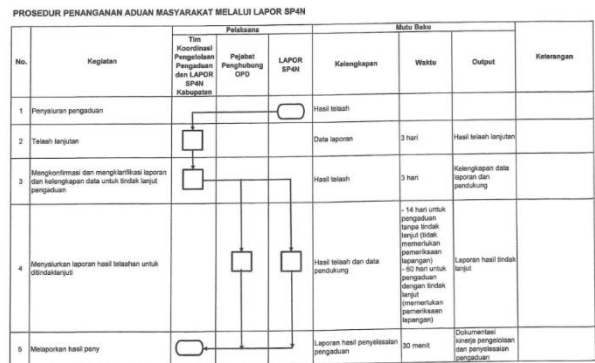 PROSEDUR PENANGANAN ADUAN MASYARAKAT MELALUI LAPOR SP4N
Pelaksana
Mutu Baku
No.
Kegiatan
Tim
Koordinasi
Pengelolaan
Pengaduan
dan LAPOR
SP4N
Kabupaten
Pejabat
Penghubung
OPD
LAPOR
SP4N
Kelengkapan
Waktu
Output
Keterangan
1
Penyaluran pengaduan
Hasil telaah
2
Telaah lanjutan
Data laporan
3 hari
Hasil telaah lanjutan
3
Mengkonfirmasi dan mengklarifikasi laporan
dan kelengkapan data untuk tindak lanjut
pengaduan
Hasil telaah
3 hari
Kelengkapan data
laporan dan
pendukung
4
Menyalurkan laporan hasil telaahan untuk
ditindaklanjuti
Hasil telaah dan data
pendukung
- 14 hari untuk
pengaduan
tanpa tindak
lanjut (tidak
memerlukan
pemeriksaan
lapangan)
- 60 hari untuk
pengaduan
dengan tindak
lanjut
(memerlukan
pemeriksaan
lapangan)
Laporan hasil tindak
lanjut
5
Melaporkan hasil peny
Laporan hasil penyelesaian
pengaduan
30 menit
Dokumentasi
kinerja pengelolaan
dan penyelesaian
pengaduan